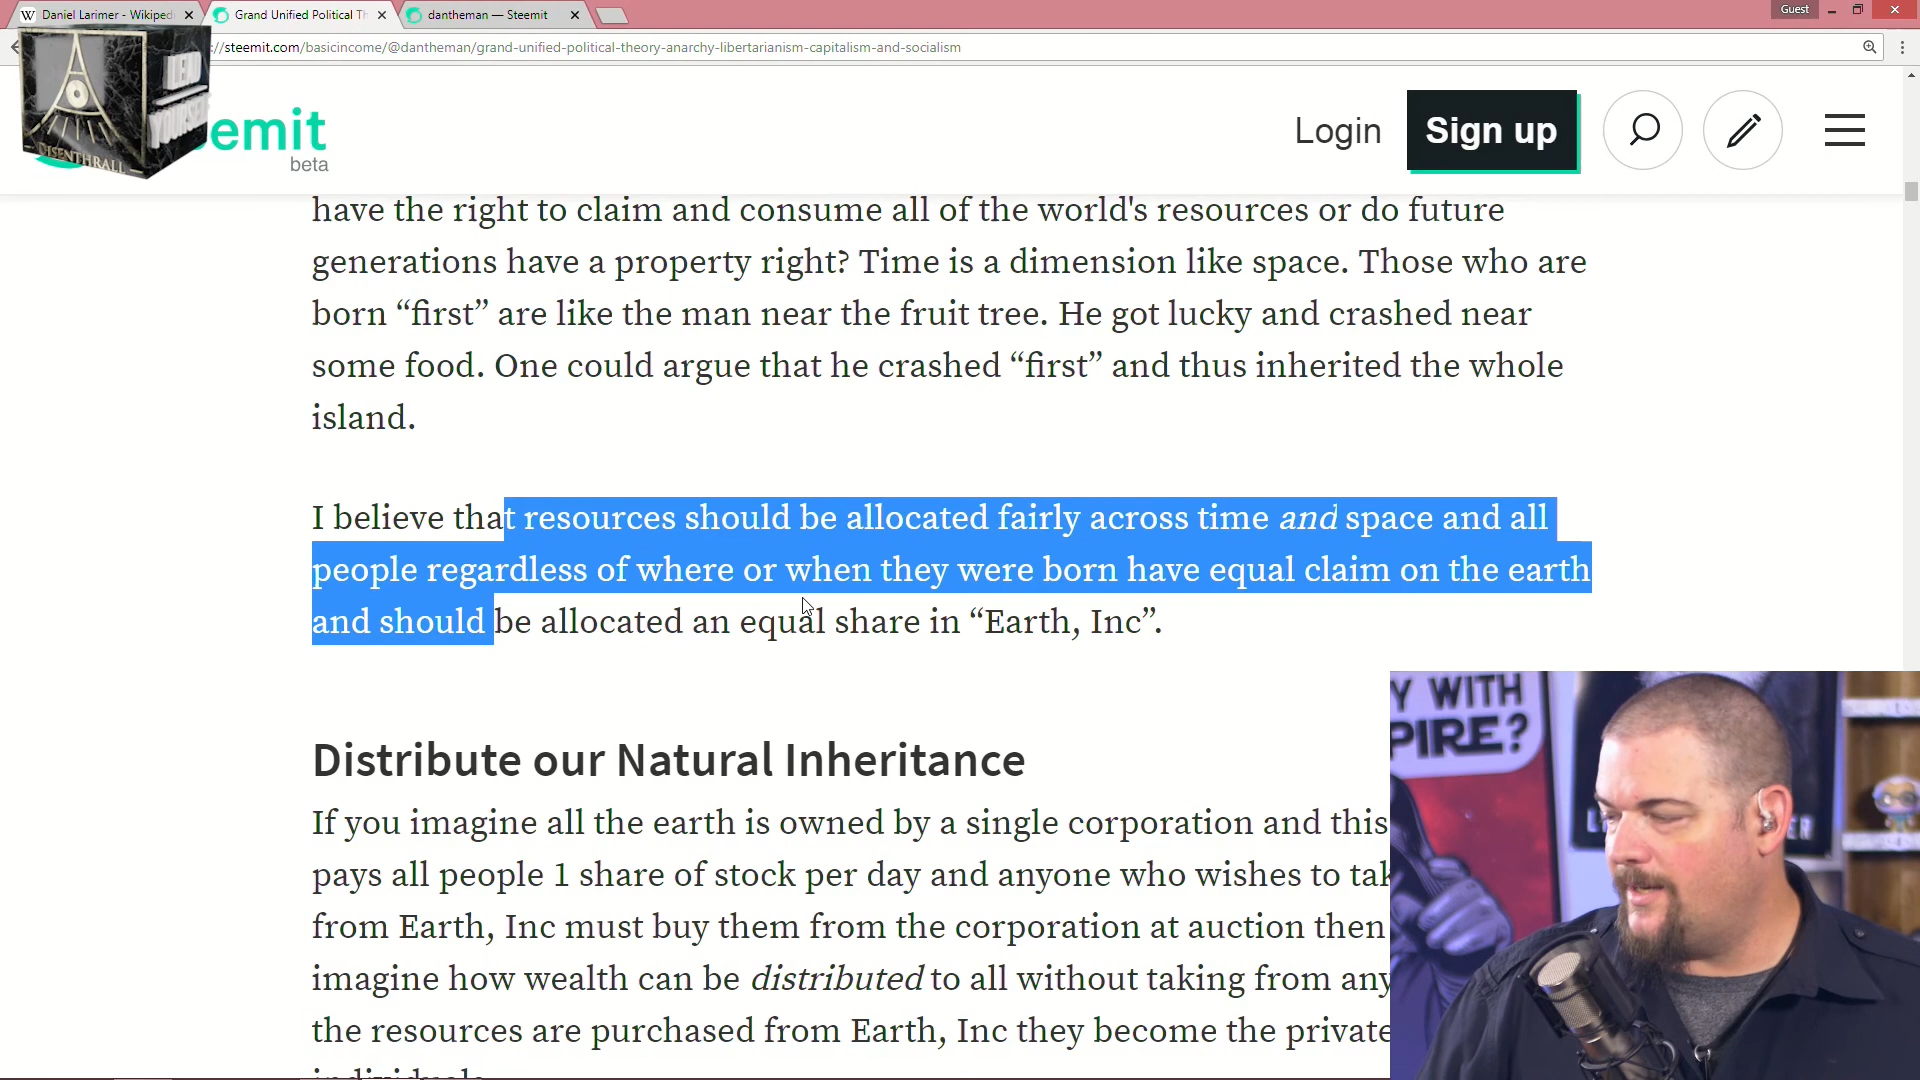 Daniel Larimer - Wikiped
Grand Unified Political Th
dantheman — Steemit
Guest
://steemit.com/basicincome/@dantheman/grand-unified-political-theory-anarchy-libertarianism-capitalism-and-socialism
DISENTHRALL
emit
beta
Login
Sign up
have the right to claim and consume all of the world's resources or do future
generations have a property right? Time is a dimension like space. Those who are
born “first” are like the man near the fruit tree. He got lucky and crashed near
some food. One could argue that he crashed “first” and thus inherited the whole
island.
I believe that resources should be allocated fairly across time and space and all
people regardless of where or when they were born have equal claim on the earth
and should be allocated an equal share in “Earth, Inc”.
Distribute our Natural Inheritance
If you imagine all the earth is owned by a single corporation and this
pays all people 1 share of stock per day and anyone who wishes to tak
from Earth, Inc must buy them from the corporation at auction then
imagine how wealth can be distributed to all without taking from any
the resources are purchased from Earth, Inc they become the private
Y WITH
PIRE?